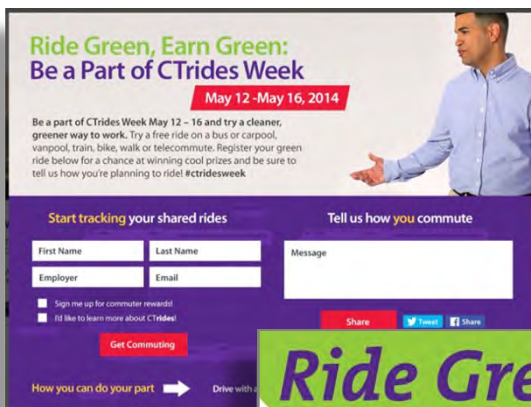 Ride Green, Earn Green:
Be a Part of CTrides Week
May 12 -May 16, 2014
Be a part of CTrides Week May 12 – 16 and try a cleaner,
greener way to work. Try a free ride on a bus or carpool,
vanpool, train, bike, walk or telecommute. Register your green
ride below for a chance at winning cool prizes and be sure to
tell us how you're planning to ride! #ctridesweek
Start tracking your shared rides
First Name
Last Name
Employer
Email
Sign me up for commuter rewards!
I'd like to learn more about CTrides!
Get Commuting
Tell us how you commute
Message
Share
Tweet
Share
How you can do your part
Drive with a
Ride Gre